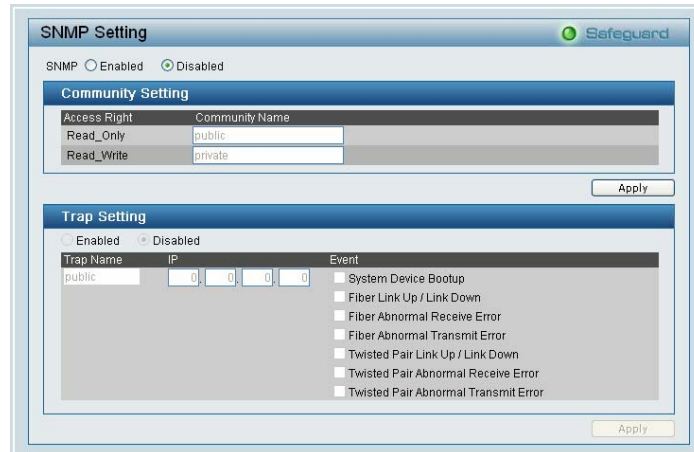 SNMP Setting
Safeguard
SNMP Enabled Disabled
Community Setting
Access Right Community Name
Read_Only public
Read_Write private
Apply
Trap Setting
Enabled Disabled
Trap Name IP Event
public 0. 0. 0. 0 System Device Bootup
Fiber Link Up / Link Down
Fiber Abnormal Receive Error
Fiber Abnormal Transmit Error
Twisted Pair Link Up / Link Down
Twisted Pair Abnormal Receive Error
Twisted Pair Abnormal Transmit Error
Apply